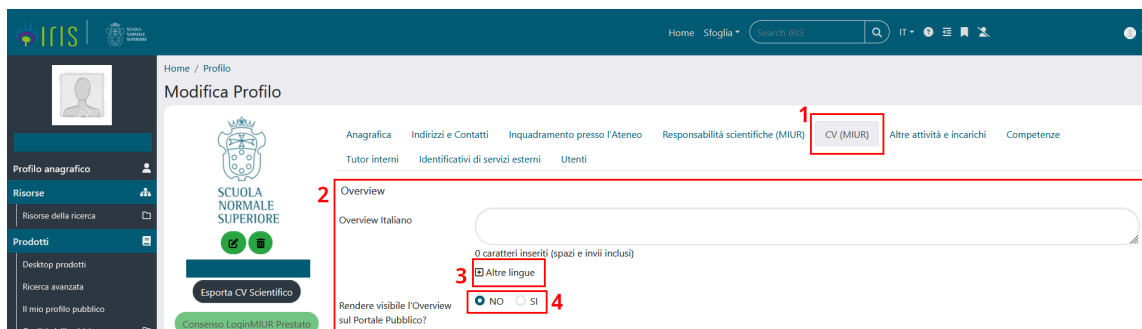 IRIS
SCUOLA NORMALE SUPERIORE
Home Sfoglia Search IRIS IT
Home / Profilo
Modifica Profilo
1
Anagrafica Indirizzi e Contatti Inquadramento presso l'Ateneo Responsabilità scientifiche (MIUR) CV (MIUR) Altre attività e incarichi Competenze
Tutor interni Identificativi di servizi esterni Utenti
Profilo anagrafico
Risorse
Risorse della ricerca
Prodotti
Desktop prodotti
Ricerca avanzata
Il mio profilo pubblico
SCUOLA
NORMALE
SUPERIORE
Esporta CV Scientifico
Consenso LoginMIUR Prestato
2
Overview
Overview Italiano
0 caratteri inseriti (spazi e invii inclusi)
3 Altre lingue
Rendere visibile l'Overview
sul Portale Pubblico?
NO SI 4